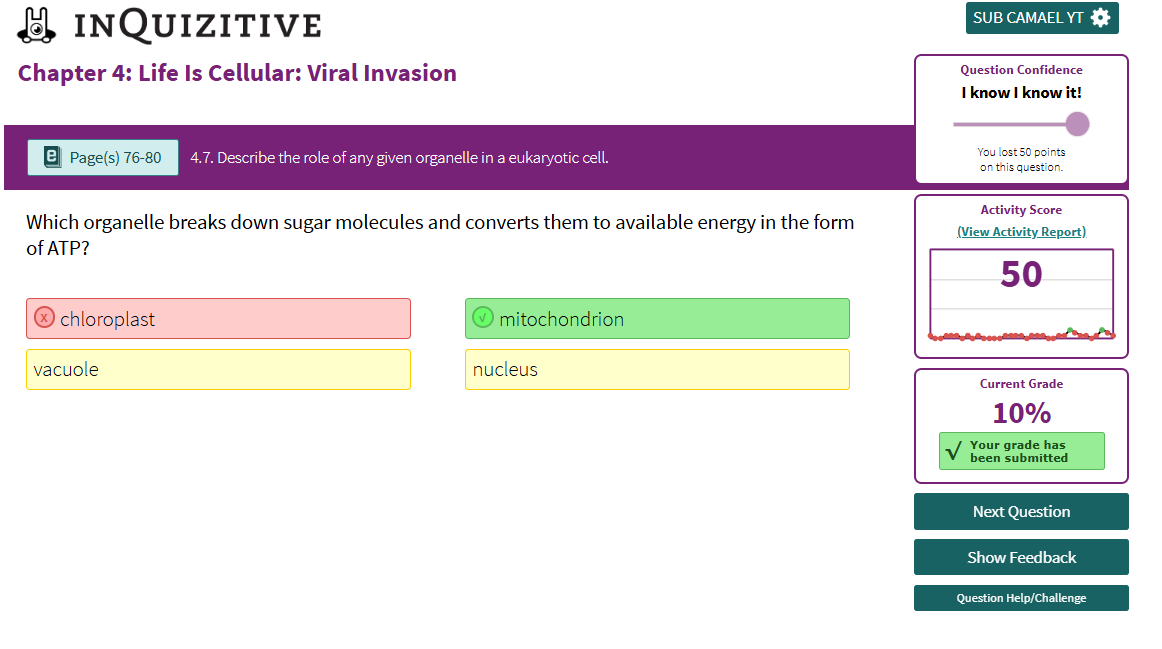 INQUIZITIVE
SUB CAMAEL YT
Chapter 4: Life Is Cellular: Viral Invasion
Question Confidence
I know I know it!
You lost 50 points
on this question.
e Page(s) 76-80
4.7. Describe the role of any given organelle in a eukaryotic cell.
Which organelle breaks down sugar molecules and converts them to available energy in the form
of ATP?
x chloroplast
√ mitochondrion
vacuole
nucleus
Activity Score
(View Activity Report)
50
Current Grade
10%
√ Your grade has
been submitted
Next Question
Show Feedback
Question Help/Challenge